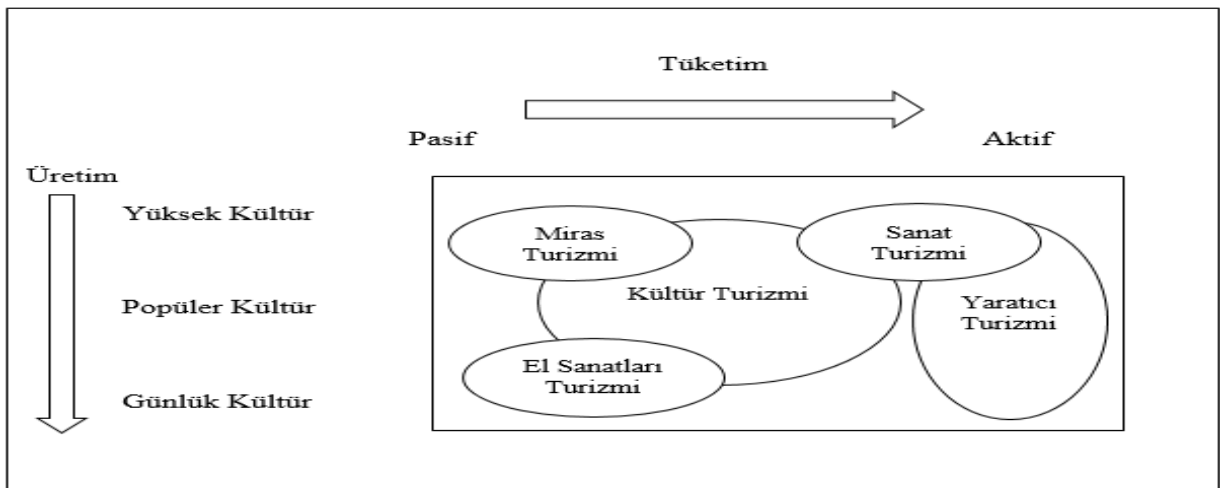 Tüketim
Pasif
Aktif
Üretim
Yüksek Kültür
Popüler Kültür
Günlük Kültür
Miras
Turizmi
Sanat
Turizmi
Kültür Turizmi
Yaratıcı
Turizmi
El Sanatları
Turizmi